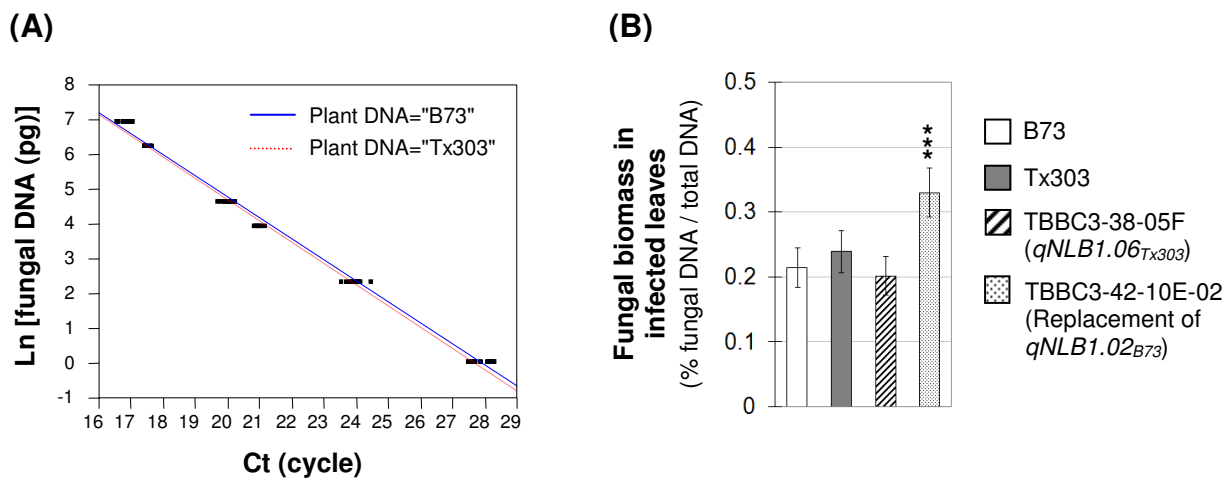 (A)
Ln [fungal DNA (pg)]
8
7
6
5
4
3
2
1
0
-1
16 17 18 19 20 21 22 23 24 25 26 27 28 29
Ct (cycle)
Plant DNA="B73"
Plant DNA="Tx303"
(B)
Fungal biomass in
infected leaves
(% fungal DNA / total DNA)
0.5
0.4
0.3
0.2
0.1
0
***
B73
Tx303
TBBC3-38-05F
(qNLB1.06Tx303)
TBBC3-42-10E-02
(Replacement of
qNLB1.02B73)